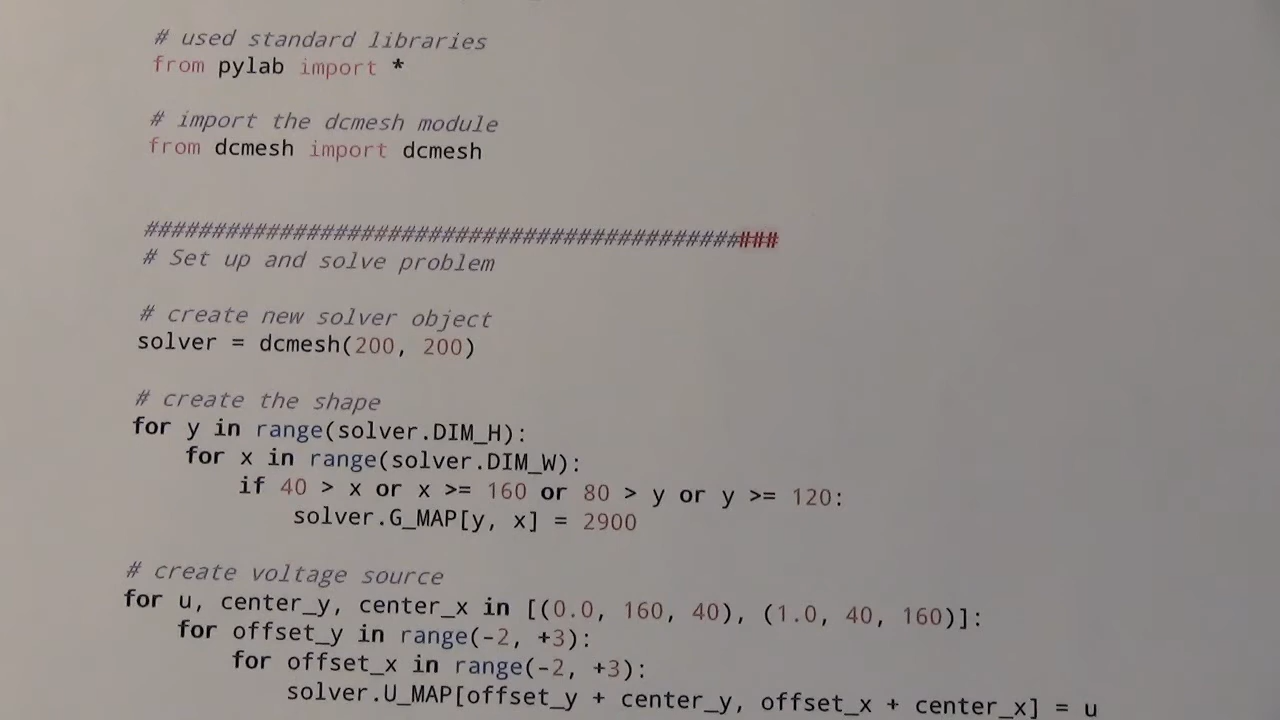 # used standard libraries
from pylab import *
# import the dcmesh module
from dcmesh import dcmesh
###############################################
# Set up and solve problem
# create new solver object
solver = dcmesh(200, 200)
# create the shape
for y in range(solver.DIM_H):
    for x in range(solver.DIM_W):
        if 40 > x or x >= 160 or 80 > y or y >= 120:
            solver.G_MAP[y, x] = 2900
# create voltage source
for u, center_y, center_x in [(0.0, 160, 40), (1.0, 40, 160)]:
    for offset_y in range(-2, +3):
        for offset_x in range(-2, +3):
            solver.U_MAP[offset_y + center_y, offset_x + center_x] = u